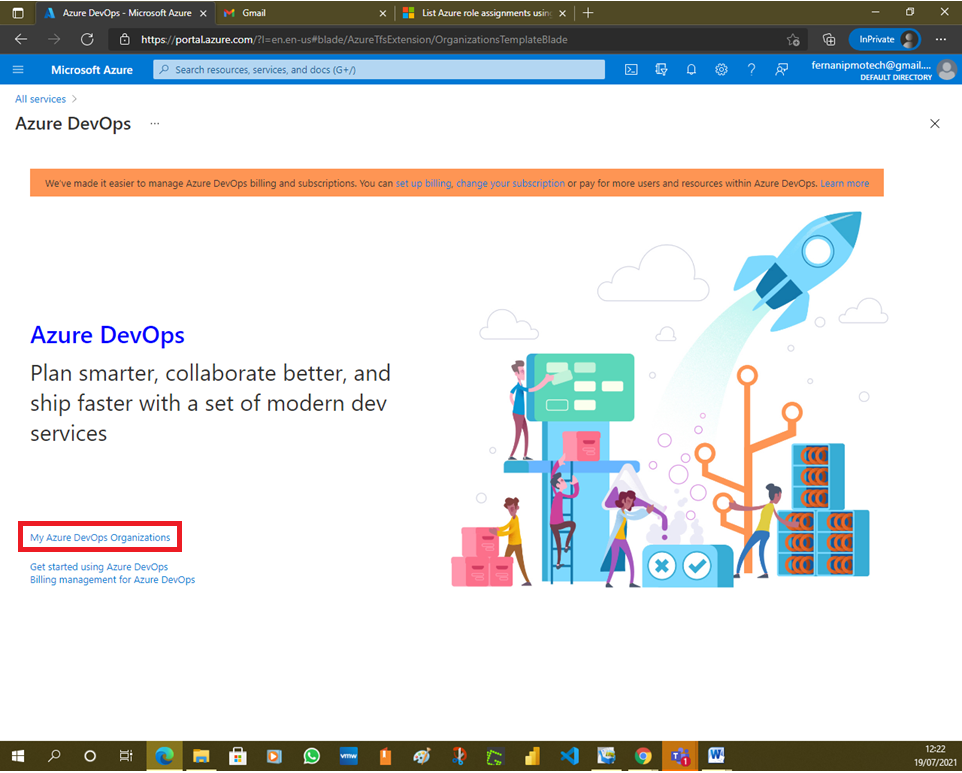 Azure DevOps - Microsoft Azure
Gmail
List Azure role assignments using
https://portal.azure.com/?l=en.en-us#blade/AzureTfsExtension/OrganizationsTemplateBlade
InPrivate
Microsoft Azure
Search resources, services, and docs (G+/)
fernanipmotech@gmail....
DEFAULT DIRECTORY
All services
Azure DevOps
We've made it easier to manage Azure DevOps billing and subscriptions. You can set up billing, change your subscription or pay for more users and resources within Azure DevOps. Learn more
Azure DevOps
Plan smarter, collaborate better, and
ship faster with a set of modern dev
services
My Azure DevOps Organizations
Get started using Azure DevOps
Billing management for Azure DevOps
vmw
1
W
12:22
19/07/2021